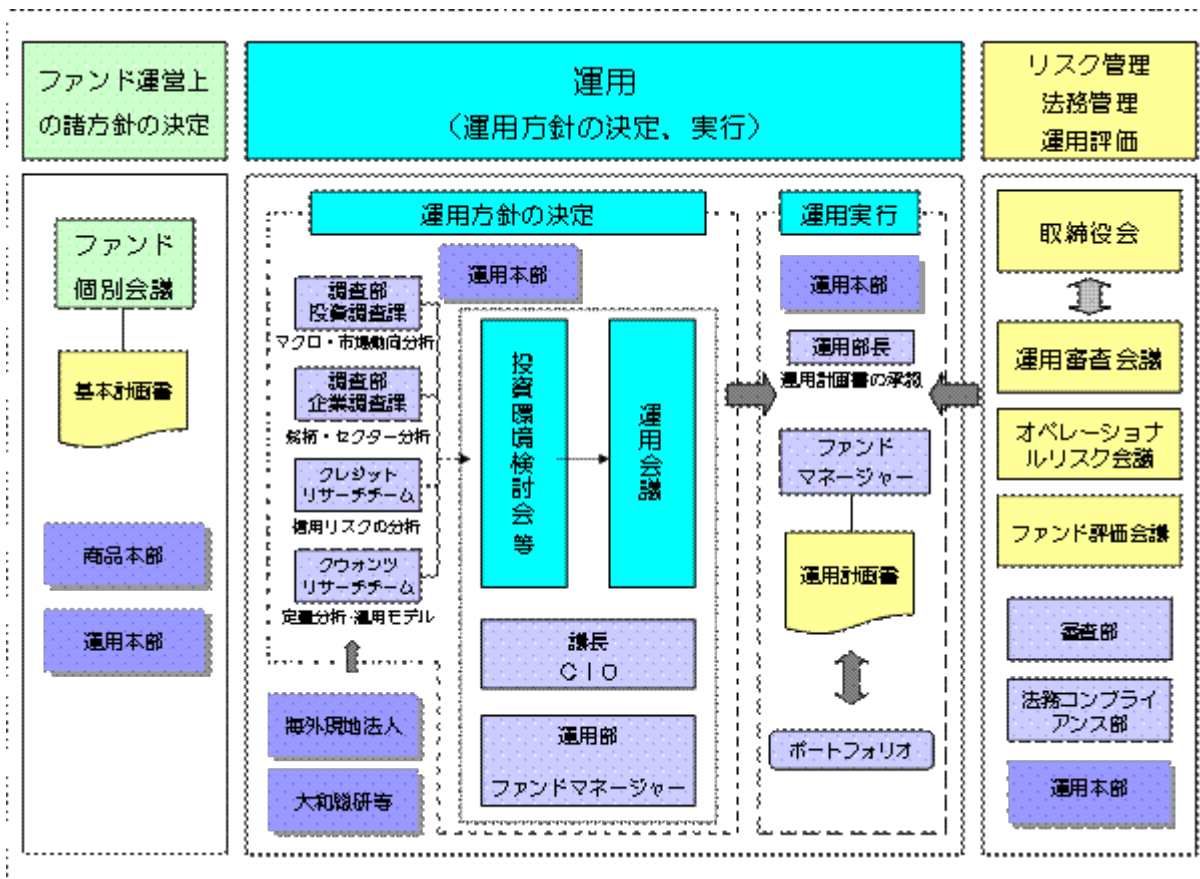 ファンド運営上
の諸方針の決定
運用
（運用方針の決定、実行）
リスク管理
法務管理
運用評価
ファンド
個別会議
基本計画書
商品本部
運用本部
運用方針の決定
運用本部
調査部
投資調査課
マクロ・市場動向分析
調査部
企業調査課
銘柄・セクター分析
クレジット
リサーチチーム
信用リスクの分析
クウォンツ
リサーチチーム
定量分析・運用モデル
海外現地法人
大和総研等
投資環境検討会等
運用会議
議長
ＣＩＯ
運用部
ファンドマネージャー
運用実行
運用本部
運用部長
運用計画書の承認
ファンド
マネージャー
運用計画書
ポートフォリオ
取締役会
運用審査会議
オペレーショナ
ルリスク会議
ファンド評価会議
審査部
法務コンプライ
アンス部
運用本部